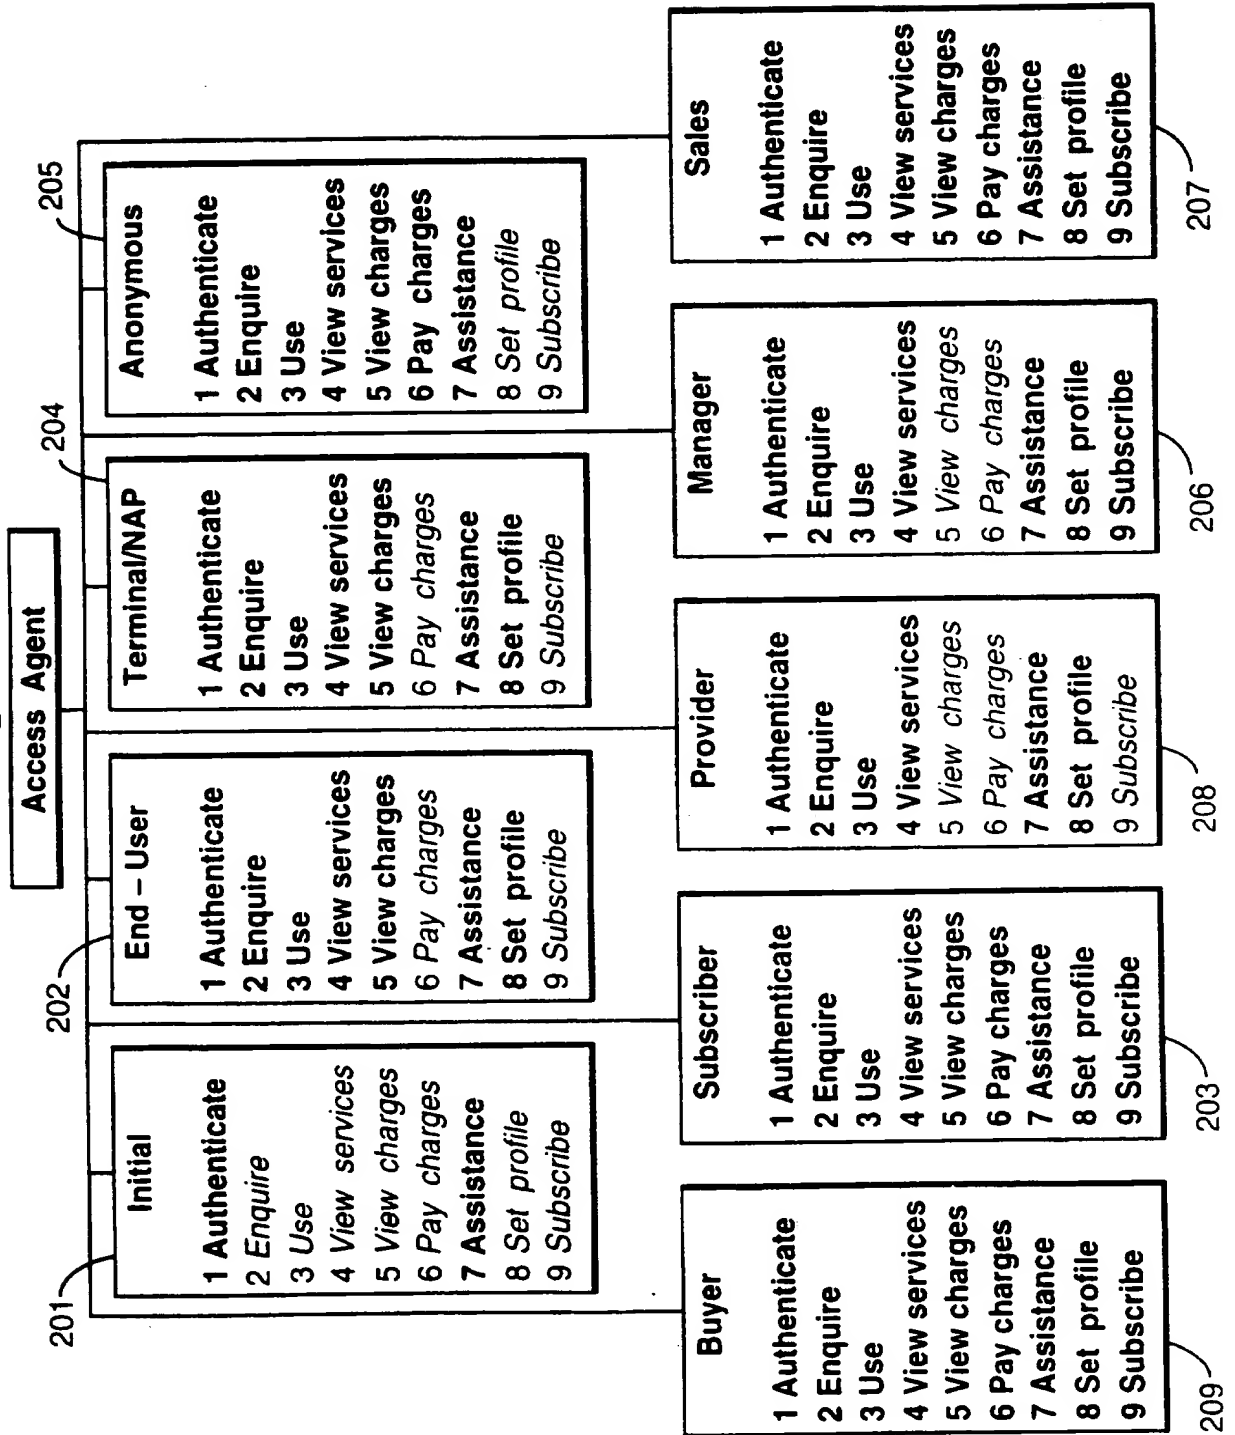 Access Agent
201
Initial
1 Authenticate
2 Enquire
3 Use
4 View services
5 View charges
6 Pay charges
7 Assistance
8 Set profile
9 Subscribe
202
End – User
1 Authenticate
2 Enquire
3 Use
4 View services
5 View charges
6 Pay charges
7 Assistance
8 Set profile
9 Subscribe
204
Terminal/NAP
1 Authenticate
2 Enquire
3 Use
4 View services
5 View charges
6 Pay charges
7 Assistance
8 Set profile
9 Subscribe
205
Anonymous
1 Authenticate
2 Enquire
3 Use
4 View services
5 View charges
6 Pay charges
7 Assistance
8 Set profile
9 Subscribe
Buyer
1 Authenticate
2 Enquire
3 Use
4 View services
5 View charges
6 Pay charges
7 Assistance
8 Set profile
9 Subscribe
209
Subscriber
1 Authenticate
2 Enquire
3 Use
4 View services
5 View charges
6 Pay charges
7 Assistance
8 Set profile
9 Subscribe
203
Provider
1 Authenticate
2 Enquire
3 Use
4 View services
5 View charges
6 Pay charges
7 Assistance
8 Set profile
9 Subscribe
208
Manager
1 Authenticate
2 Enquire
3 Use
4 View services
5 View charges
6 Pay charges
7 Assistance
8 Set profile
9 Subscribe
206
Sales
1 Authenticate
2 Enquire
3 Use
4 View services
5 View charges
6 Pay charges
7 Assistance
8 Set profile
9 Subscribe
207